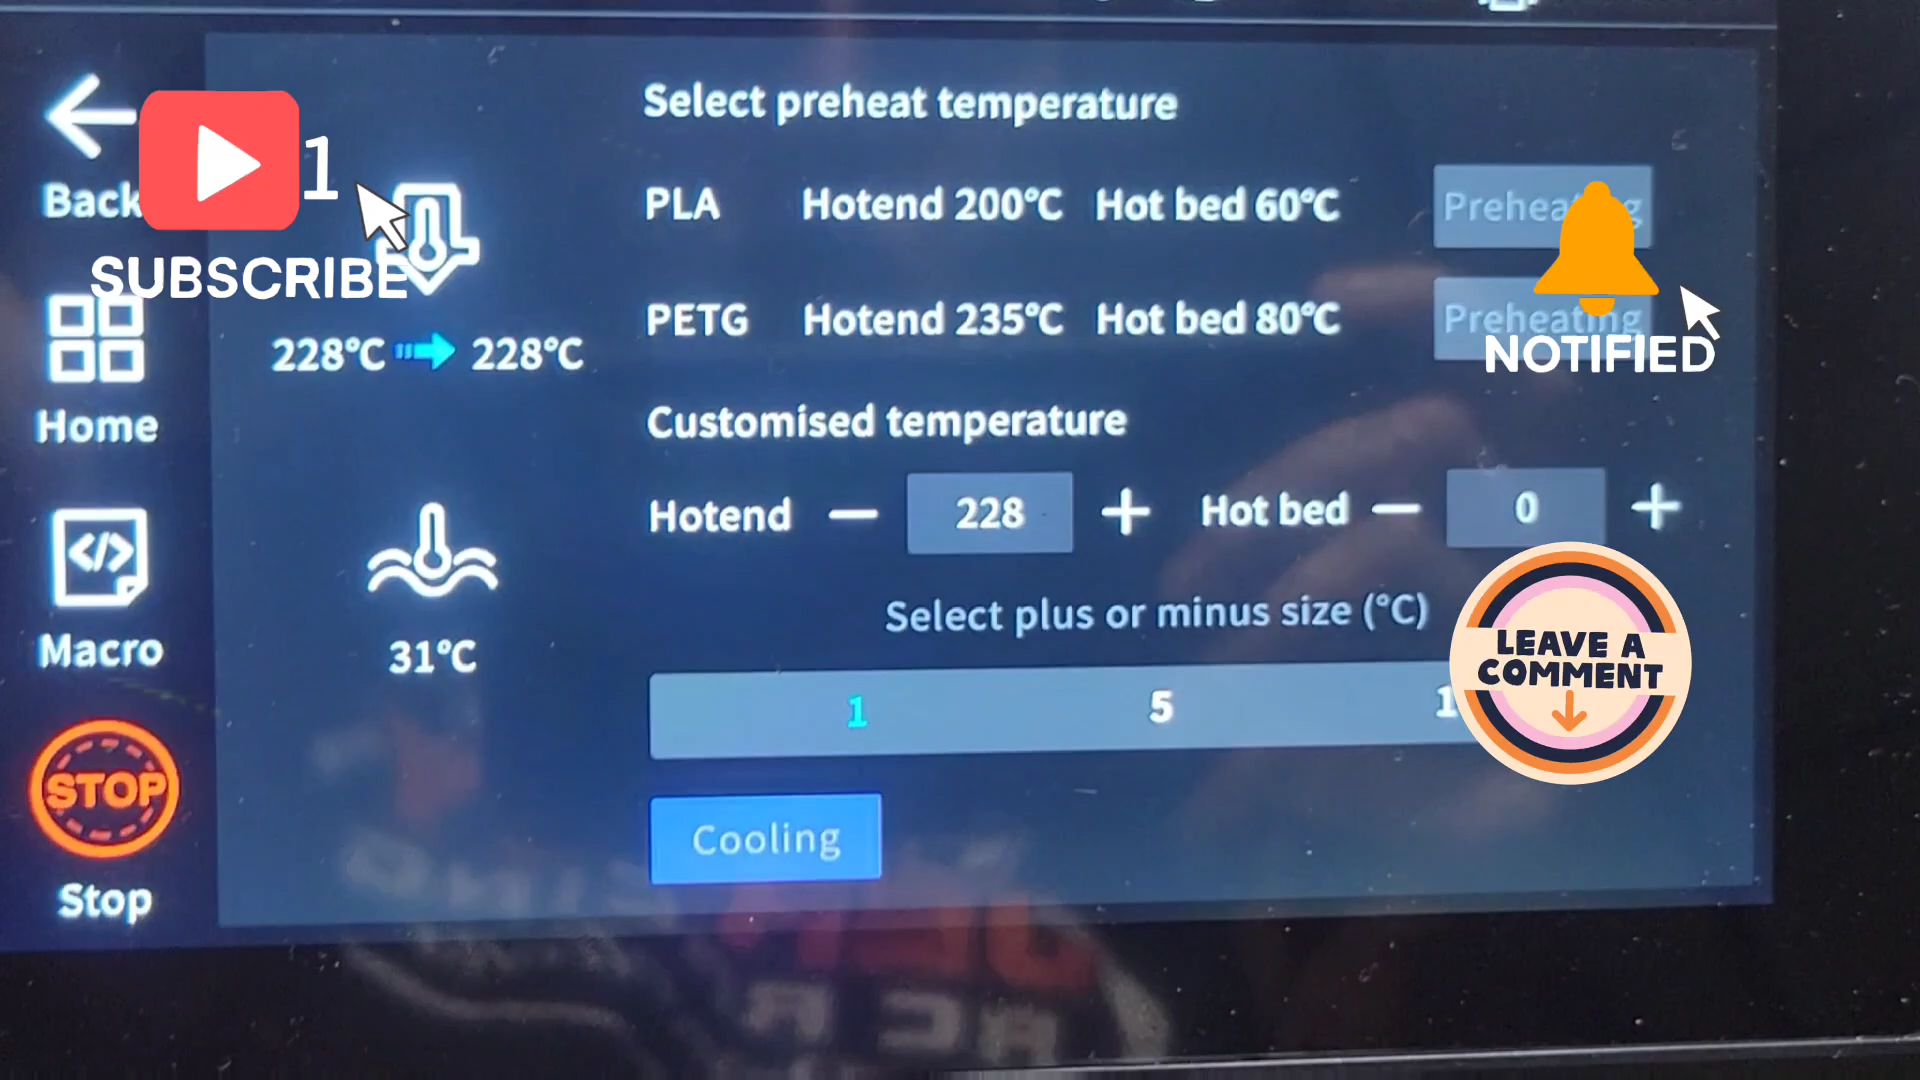 Select preheat temperature
Back
1
SUBSCRIBE
PLA Hotend 200°C Hot bed 60°C Preheating
228°C 228°C
PETG Hotend 235°C Hot bed 80°C Preheating
NOTIFIED
Home
Customised temperature
Hotend − 228 + Hot bed − 0 +
Select plus or minus size (°C)
LEAVE A
COMMENT
Macro
31°C
1 5
STOP
Stop
Cooling